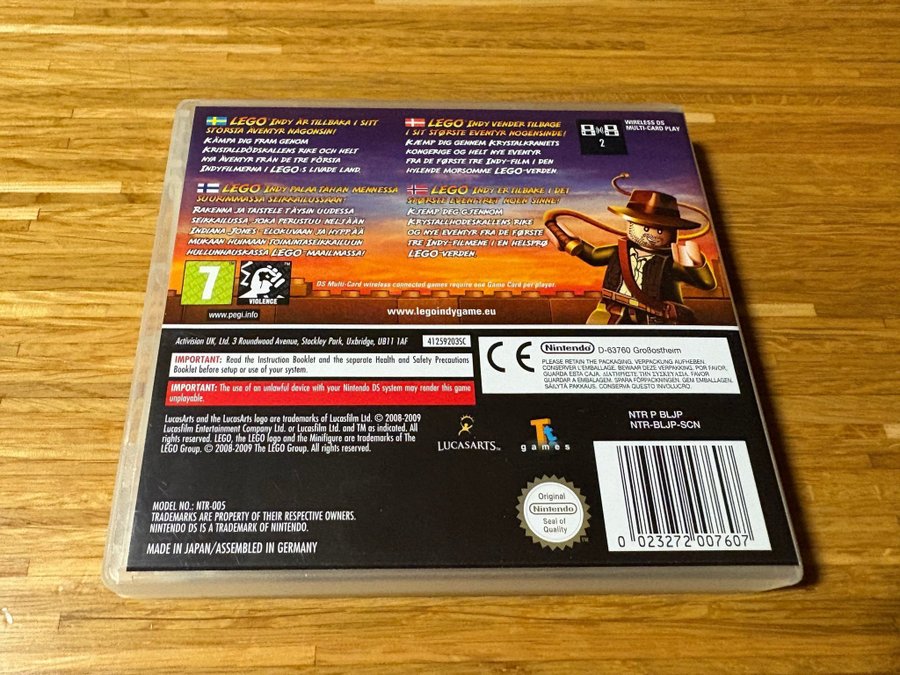 LEGO INDY ÄR TILLBAKA I SITT
STÖRSTA ÄVENTYR NÅGONSIN!
KÄMPA DIG FRAM GENOM
KRISTALLDÖDSKALLENS RIKE OCH HELT
NYA ÄVENTYR FRÅN DE TRE FÖRSTA
INDYFILMERNA I LEGO:S LIVADE LAND.
LEGO INDY VENDER TILBAGE
I SIT STØRSTE EVENTYR NOGENSINDE!
KÆMP DIG GENNEM KRYSTALKRANIETS
KONGERIGE OG HELT NYE EVENTYR
FRA DE FØRSTE TRE INDY-FILM I DEN
HYLENDE MORSOMME LEGO-VERDEN.
WIRELESS DS
MULTI-CARD PLAY
2
LEGO INDY PALAA TÄHÄN MENNESSÄ
SUURIMMASSA SEIKKAILUSSAAN!
RAKENNA JA TAISTELE TÄYSIN UUDESSA
SEIKKAILUSSA, JOKA PERUSTUU NELJÄÄN
INDIANA JONES -ELOKUVAAN JA HYPPÄÄ
MUKAAN HUIMAAN TOIMINTASEIKKAILUUN
HULLUNHAUSKASSA LEGO-MAAILMASSA!
LEGO INDY ER TILBAKE I DET
STØRSTE EVENTYRET NOEN SINNE!
KJEMP DEG GJENNOM
KRYSTALLHODESKALLENS RIKE
OG NYE EVENTYR FRA DE FØRSTE
TRE INDY-FILMENE I EN HELSPRØ
LEGO-VERDEN.
7
PEGI
VIOLENCE
www.pegi.info
DS Multi-Card wireless connected games require one Game Card per player.
www.legoindygame.eu
Activision UK, Ltd. 3 Roundwood Avenue, Stockley Park, Uxbridge, UB11 1AF
41259203SC
IMPORTANT: Read the Instruction Booklet and the separate Health and Safety Precautions
Booklet before setup or use of your system.
IMPORTANT: The use of an unlawful device with your Nintendo DS system may render this game
unplayable.
CE
Nintendo D-63760 Großostheim
PLEASE RETAIN THE PACKAGING. VERPACKUNG AUFHEBEN.
CONSERVER L'EMBALLAGE. BEWAAR DEZE VERPAKKING. POR FAVOR,
GUARDA ESTA CAJA. ΔΙΑΤΗΡΗΣΤΕ ΤΗ ΣΥΣΚΕΥΑΣΙΑ. FAVOR
GUARDAR A EMBALAGEM. SPARA FÖRPACKNINGEN. GEM EMBALLAGEN.
SÄILYTÄ PAKKAUS. CONSERVA QUESTO INVOLUCRO.
LucasArts and the LucasArts logo are trademarks of Lucasfilm Ltd. © 2008-2009
Lucasfilm Entertainment Company Ltd. or Lucasfilm Ltd. and TM as indicated. All
rights reserved. LEGO, the LEGO logo and the Minifigure are trademarks of The
LEGO Group. © 2008-2009 The LEGO Group. All rights reserved.
LUCASARTS™
TT
games
NTR P BLJP
NTR-BLJP-SCN
MODEL NO.: NTR-005
TRADEMARKS ARE PROPERTY OF THEIR RESPECTIVE OWNERS.
NINTENDO DS IS A TRADEMARK OF NINTENDO.
MADE IN JAPAN/ASSEMBLED IN GERMANY
Original
Nintendo
Seal of
Quality
0 023272 007607